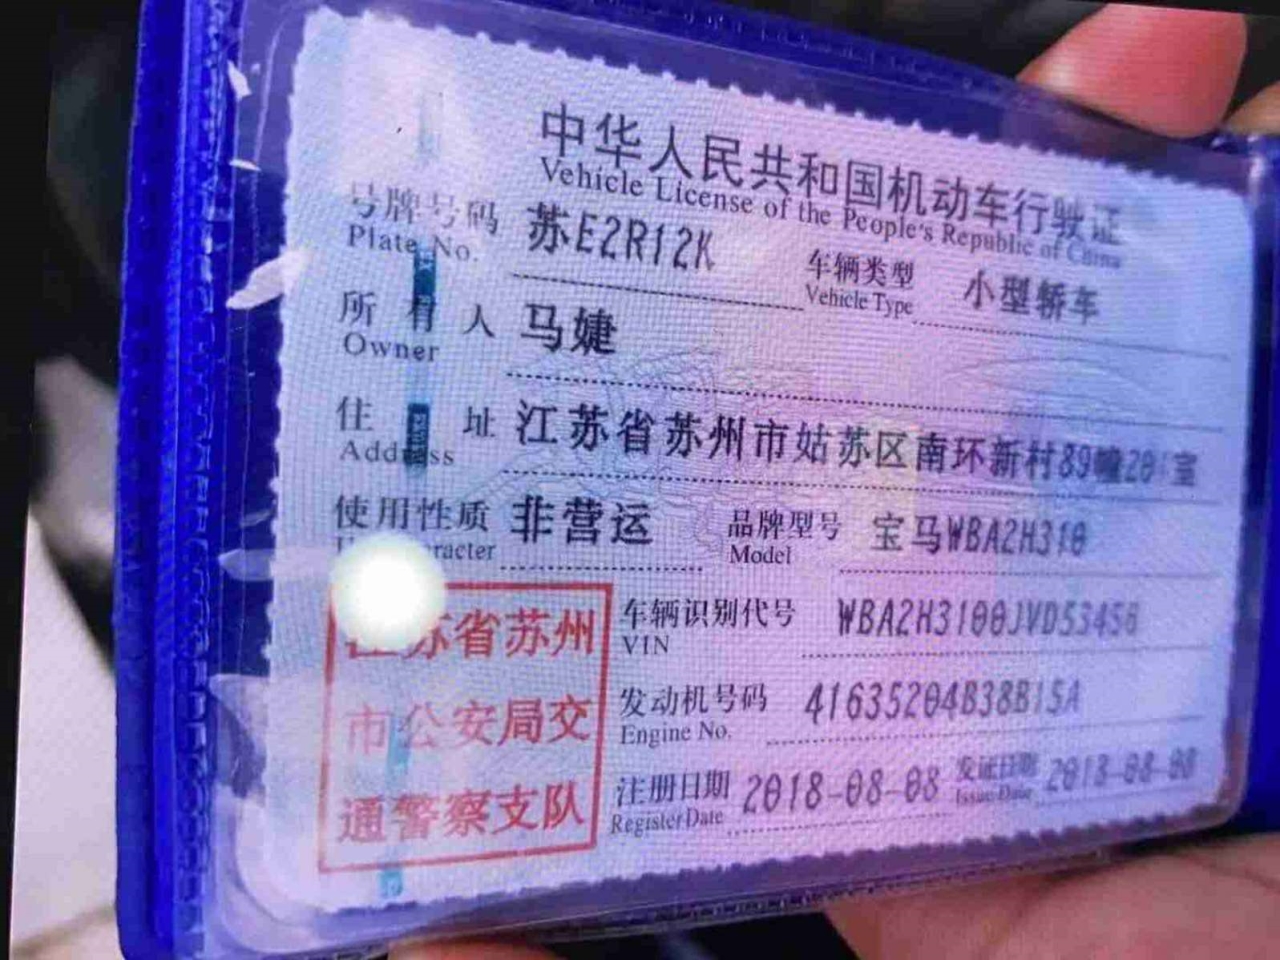 中华人民共和国机动车行驶证
Vehicle License of the People's Republic of China
号牌号码 苏E2R12K 车辆类型 小型轿车
Plate No. Vehicle Type
所有人 马婕
Owner
住址 江苏省苏州市姑苏区南环新村89幢20 室
Address
使用性质 非营运 品牌型号 宝马WBA2H310
Model
江苏省苏州
市公安局交
通警察支队
车辆识别代号 WBA2H3100JVD53458
VIN
发动机号码 41635204B38B15A
Engine No.
注册日期 2018-08-08 发证日期 2018-08-08
Register Date Issue Date